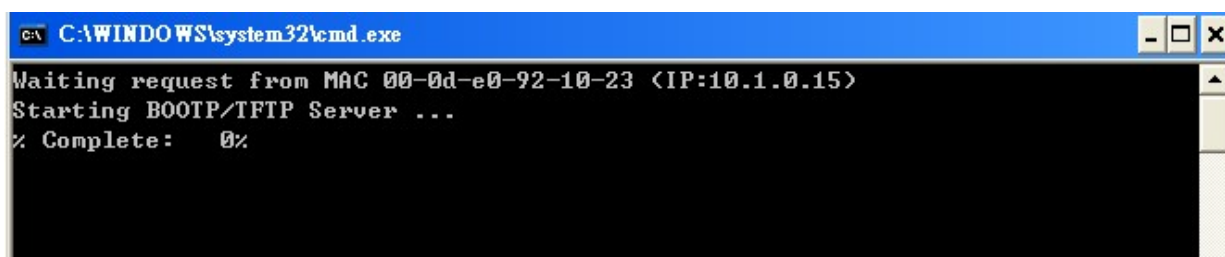 C:\WINDOWS\system32\cmd.exe
Waiting request from MAC 00-0d-e0-92-10-23 (IP:10.1.0.15)
Starting BOOTP/TFTP Server ...
% Complete:   0%